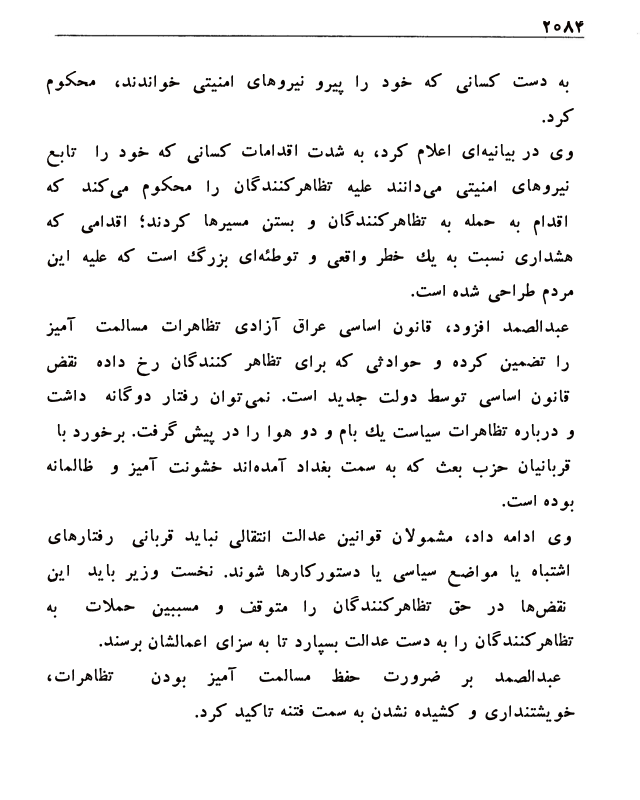 ۲۰۸۴
به دست کسانی که خود را پیرو نیروهای امنیتی خواندند، محکوم
کرد.
وی در بیانیه‌ای اعلام کرد، به شدت اقدامات کسانی که خود را تابع
نیروهای امنیتی می‌دانند علیه تظاهرکنندگان را محکوم می‌کند که
اقدام به حمله به تظاهرکنندگان و بستن مسیرها کردند؛ اقدامی که
هشداری نسبت به یك خطر واقعی و توطئه‌ای بزرگ است که علیه این
مردم طراحی شده است.
عبدالصمد افزود، قانون اساسی عراق آزادی تظاهرات مسالمت آمیز
را تضمین کرده و حوادثی که برای تظاهر کنندگان رخ داده نقض
قانون اساسی توسط دولت جدید است. نمی‌توان رفتار دوگانه داشت
و درباره تظاهرات سیاست یك بام و دو هوا را در پیش گرفت. برخورد با
قربانیان حزب بعث که به سمت بغداد آمده‌اند خشونت آمیز و ظالمانه
بوده است.
وی ادامه داد، مشمولان قوانین عدالت انتقالی نباید قربانی رفتارهای
اشتباه یا مواضع سیاسی یا دستورکارها شوند. نخست وزیر باید این
نقض‌ها در حق تظاهرکنندگان را متوقف و مسببین حملات به
تظاهرکنندگان را به دست عدالت بسپارد تا به سزای اعمالشان برسند.
عبدالصمد بر ضرورت حفظ مسالمت آمیز بودن تظاهرات،
خویشتنداری و کشیده نشدن به سمت فتنه تاکید کرد.